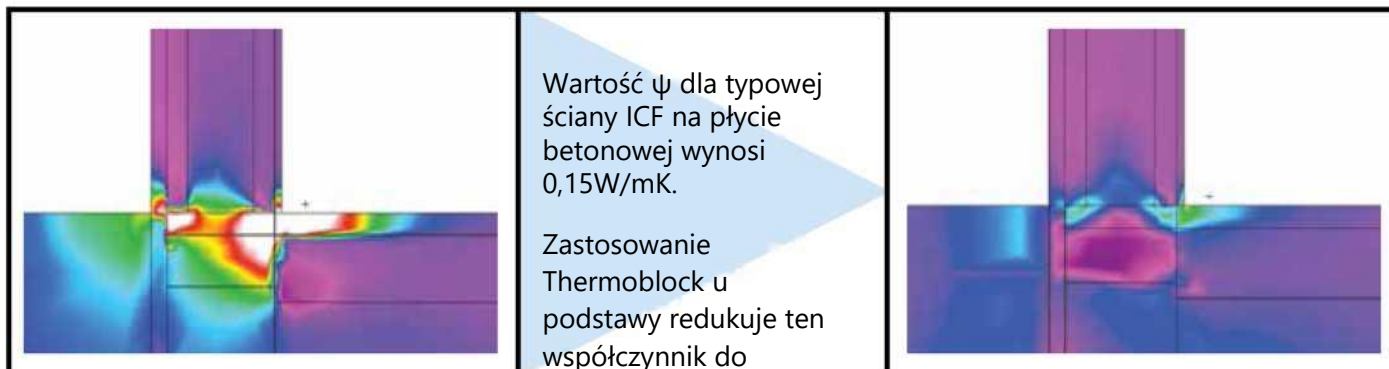 Wartość ψ dla typowej
ściany ICF na płycie
betonowej wynosi
0,15W/mK.
Zastosowanie
Thermoblock u
podstawy redukuje ten
współczynnik do